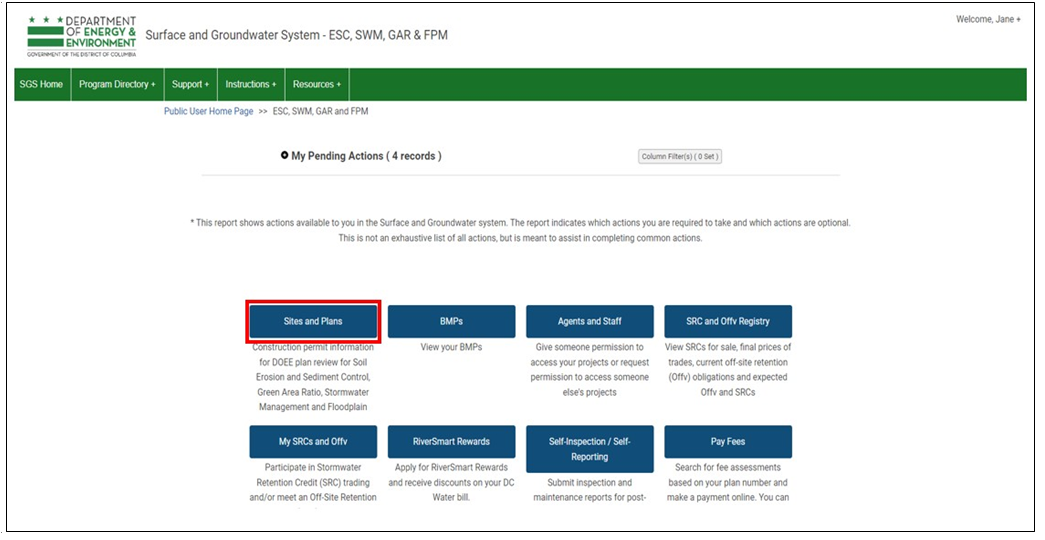 DEPARTMENT
OF ENERGY &
ENVIRONMENT
GOVERNMENT OF THE DISTRICT OF COLUMBIA
Surface and Groundwater System - ESC, SWM, GAR & FPM
Welcome, Jane +
SGS Home Program Directory + Support + Instructions + Resources +
Public User Home Page >> ESC, SWM, GAR and FPM
My Pending Actions ( 4 records )
Column Filter(s) ( 0 Set )
* This report shows actions available to you in the Surface and Groundwater system. The report indicates which actions you are required to take and which actions are optional.
This is not an exhaustive list of all actions, but is meant to assist in completing common actions.
Sites and Plans
Construction permit information
for DOEE plan review for Soil
Erosion and Sediment Control,
Green Area Ratio, Stormwater
Management and Floodplain
BMPs
View your BMPs
Agents and Staff
Give someone permission to
access your projects or request
permission to access someone
else's projects
SRC and Offv Registry
View SRCs for sale, final prices of
trades, current off-site retention
(Offv) obligations and expected
Offv and SRCs
My SRCs and Offv
Participate in Stormwater
Retention Credit (SRC) trading
and/or meet an Off-Site Retention
RiverSmart Rewards
Apply for RiverSmart Rewards
and receive discounts on your DC
Water bill.
Self-Inspection / Self-
Reporting
Submit inspection and
maintenance reports for post-
Pay Fees
Search for fee assessments
based on your plan number and
make a payment online. You can